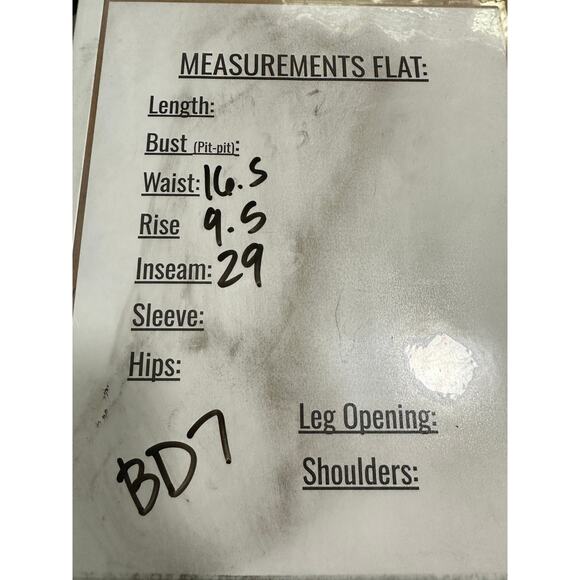 MEASUREMENTS FLAT:
Length:
Bust (Pit-pit):
Waist: 16.5
Rise 9.5
Inseam: 29
Sleeve:
Hips:
Leg Opening:
Shoulders:
BD7